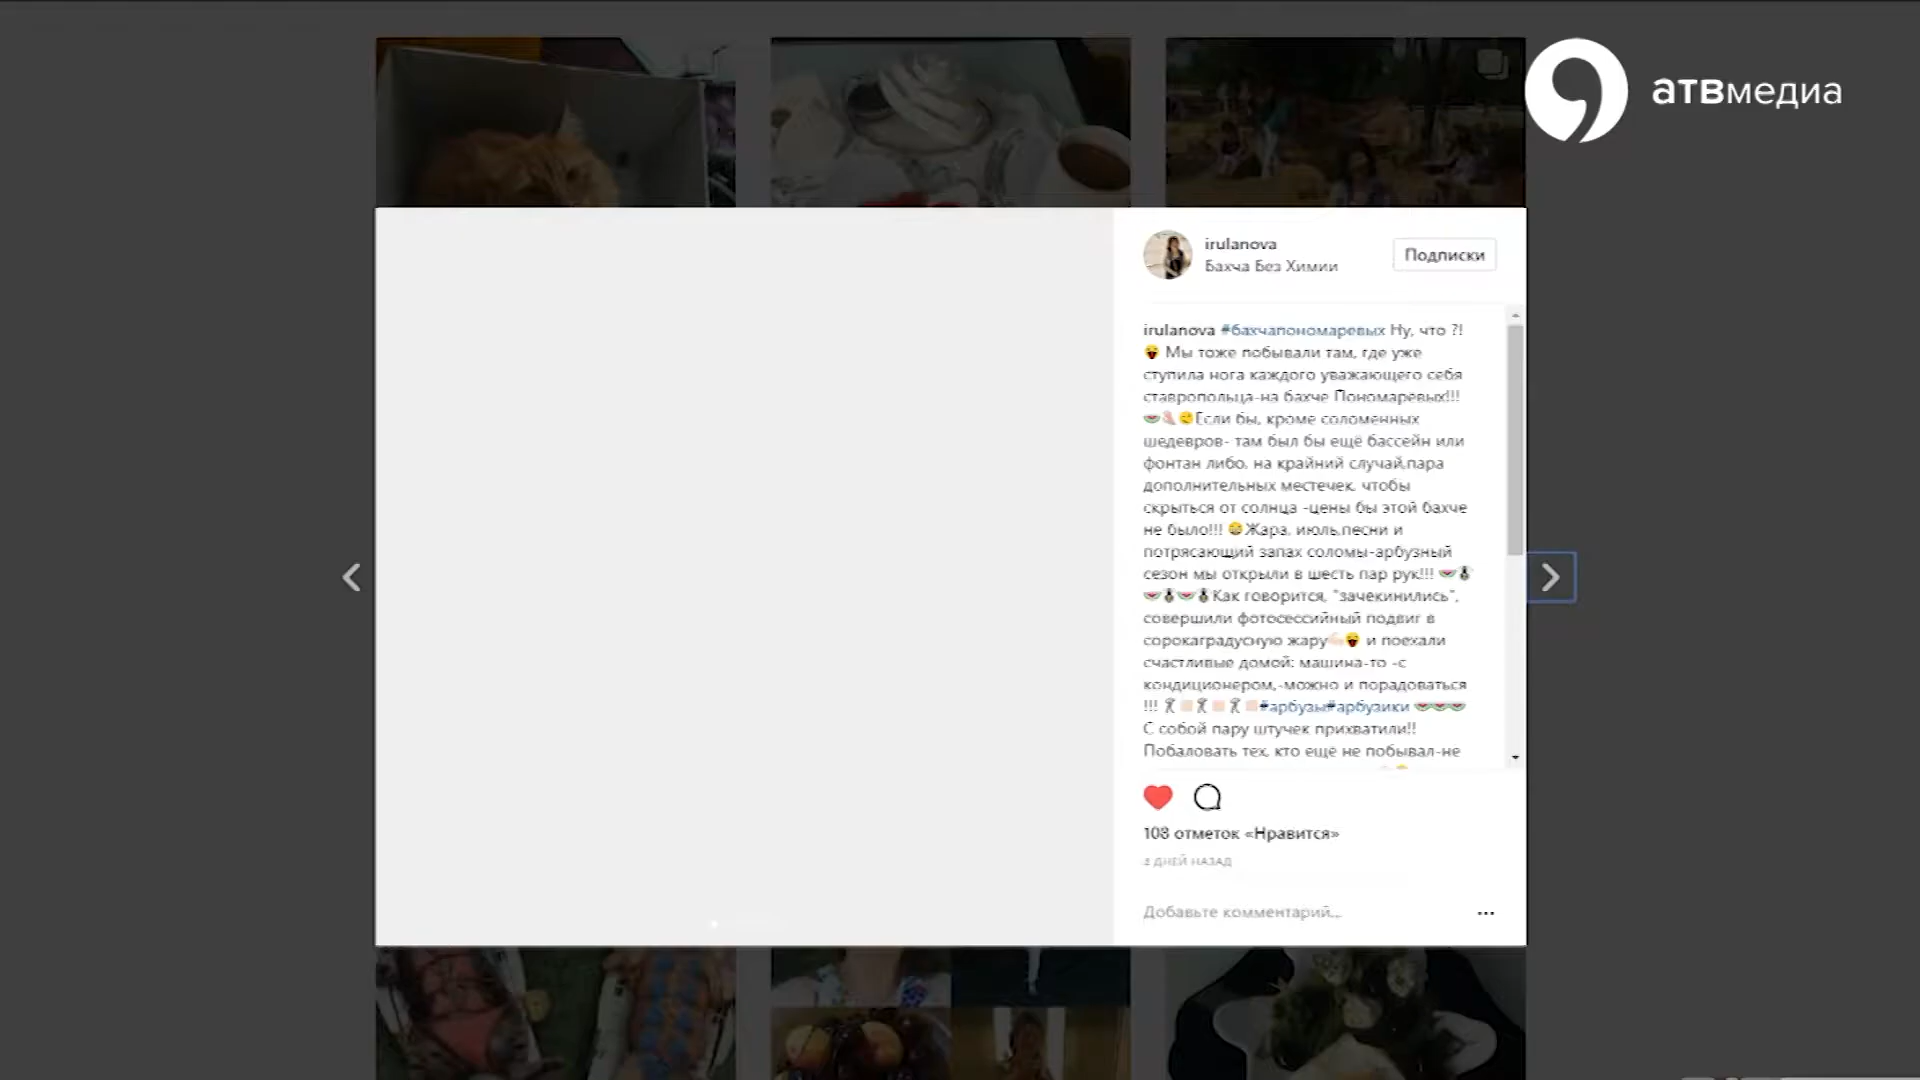 атвмедиа
irulanova
Бахча Без Химии
Подписки
irulanova #бахчапономаревых Ну, что ?!
Мы тоже побывали там, где уже
ступила нога каждого уважающего себя
ставропольца-на бахче Пономаревых!!!
Если бы, кроме соломенных
шедевров- там был бы ещё бассейн или
фонтан либо, на крайний случай,пара
дополнительных местечек, чтобы
скрыться от солнца -цены бы этой бахче
не было!!! Жара, июль,песни и
потрясающий запах соломы-арбузный
сезон мы открыли в шесть пар рук!!!
Как говорится, "зачекинились",
совершили фотосессийный подвиг в
сорокаградусную жару и поехали
счастливые домой: машина-то -с
кондиционером,-можно и порадоваться
!!! #арбузы#арбузики
С собой пару штучек прихватили!!
Побаловать тех, кто ещё не побывал-не
108 отметок «Нравится»
ДНЕЙ НАЗАД
Добавьте комментарий...